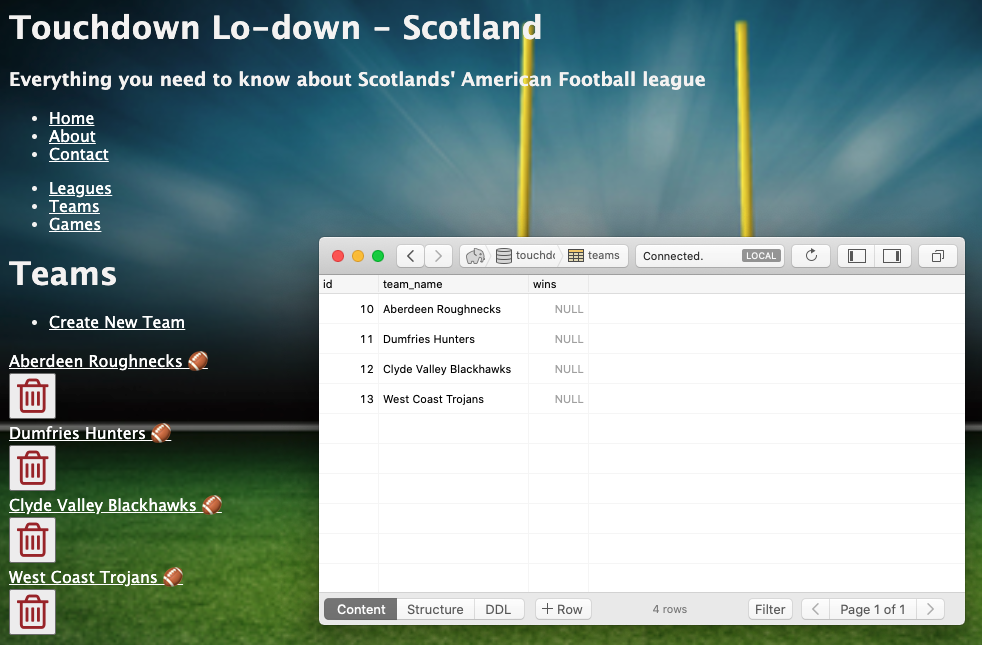 Touchdown Lo-down - Scotland
Everything you need to know about Scotlands' American Football league
Home
About
Contact
Leagues
Teams
Games
Teams
Create New Team
Aberdeen Roughnecks
Dumfries Hunters
Clyde Valley Blackhawks
West Coast Trojans
touchdo teams Connected. LOCAL
id team_name wins
10 Aberdeen Roughnecks NULL
11 Dumfries Hunters NULL
12 Clyde Valley Blackhawks NULL
13 West Coast Trojans NULL
Content Structure DDL + Row 4 rows Filter Page 1 of 1